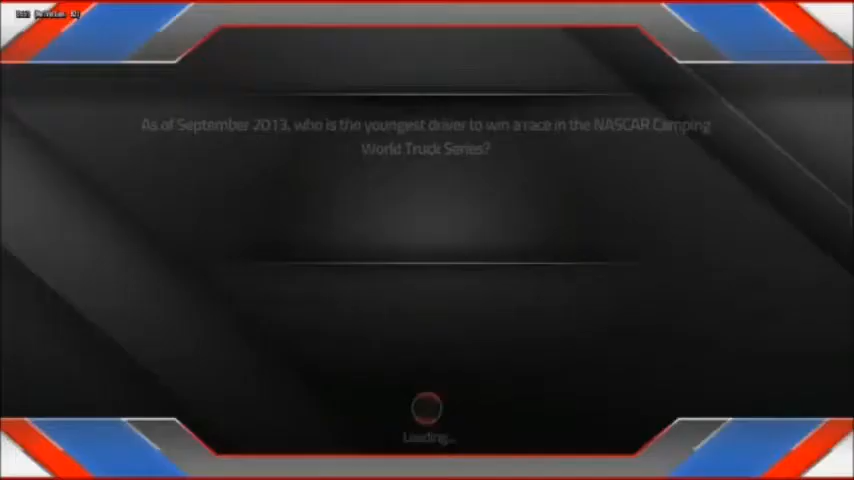 As of September 2013, who is the youngest driver to win a race in the NASCAR Camping
World Truck Series?
Loading...